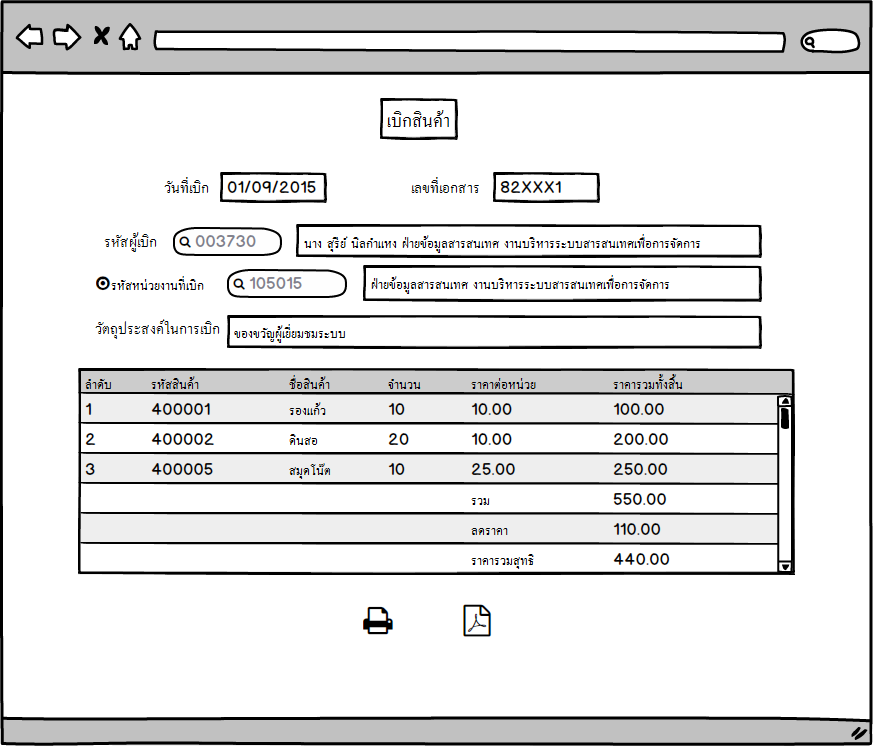 เบิกสินค้า
วันที่เบิก 01/09/2015 เลขที่เอกสาร 82XXX1
รหัสผู้เบิก 003730 นาง สุรีย์ นิลกำแหง ฝ่ายข้อมูลสารสนเทศ งานบริหารระบบสารสนเทศเพื่อการจัดการ
รหัสหน่วยงานที่เบิก 105015 ฝ่ายข้อมูลสารสนเทศ งานบริหารระบบสารสนเทศเพื่อการจัดการ
วัตถุประสงค์ในการเบิก ของขวัญผู้เยี่ยมชมระบบ
ลำดับ รหัสสินค้า ชื่อสินค้า จำนวน ราคาต่อหน่วย ราคารวมทั้งสิ้น
1 400001 รองแก้ว 10 10.00 100.00
2 400002 ดินสอ 20 10.00 200.00
3 400005 สมุดโน๊ต 10 25.00 250.00
รวม 550.00
ลดราคา 110.00
ราคารวมสุทธิ 440.00